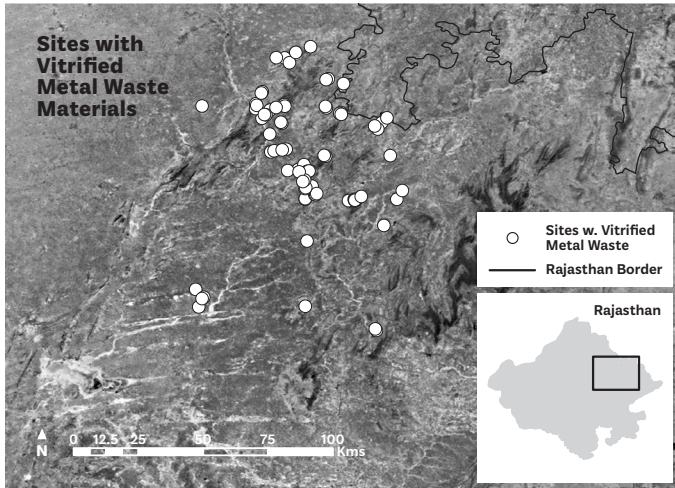 Sites with
Vitrified
Metal Waste
Materials
Sites w. Vitrified
Metal Waste
Rajasthan Border
Rajasthan
N
0 12.5 25 50 75 100
Kms